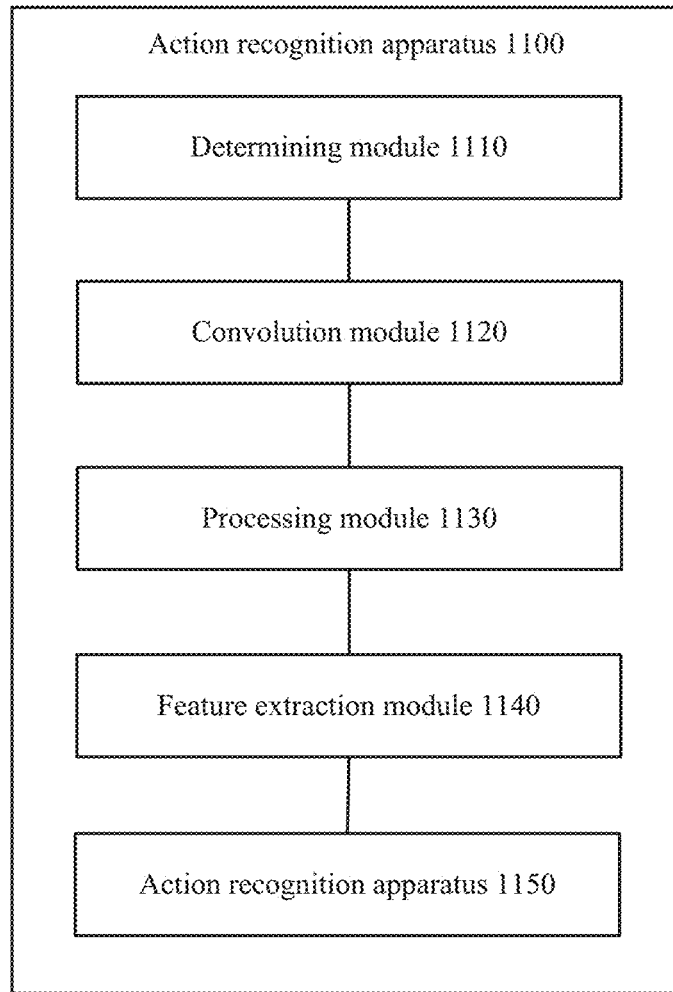 Action recognition apparatus 1100
Determining module 1110
Convolution module 1120
Processing module 1130
Feature extraction module 1140
Action recognition apparatus 1150